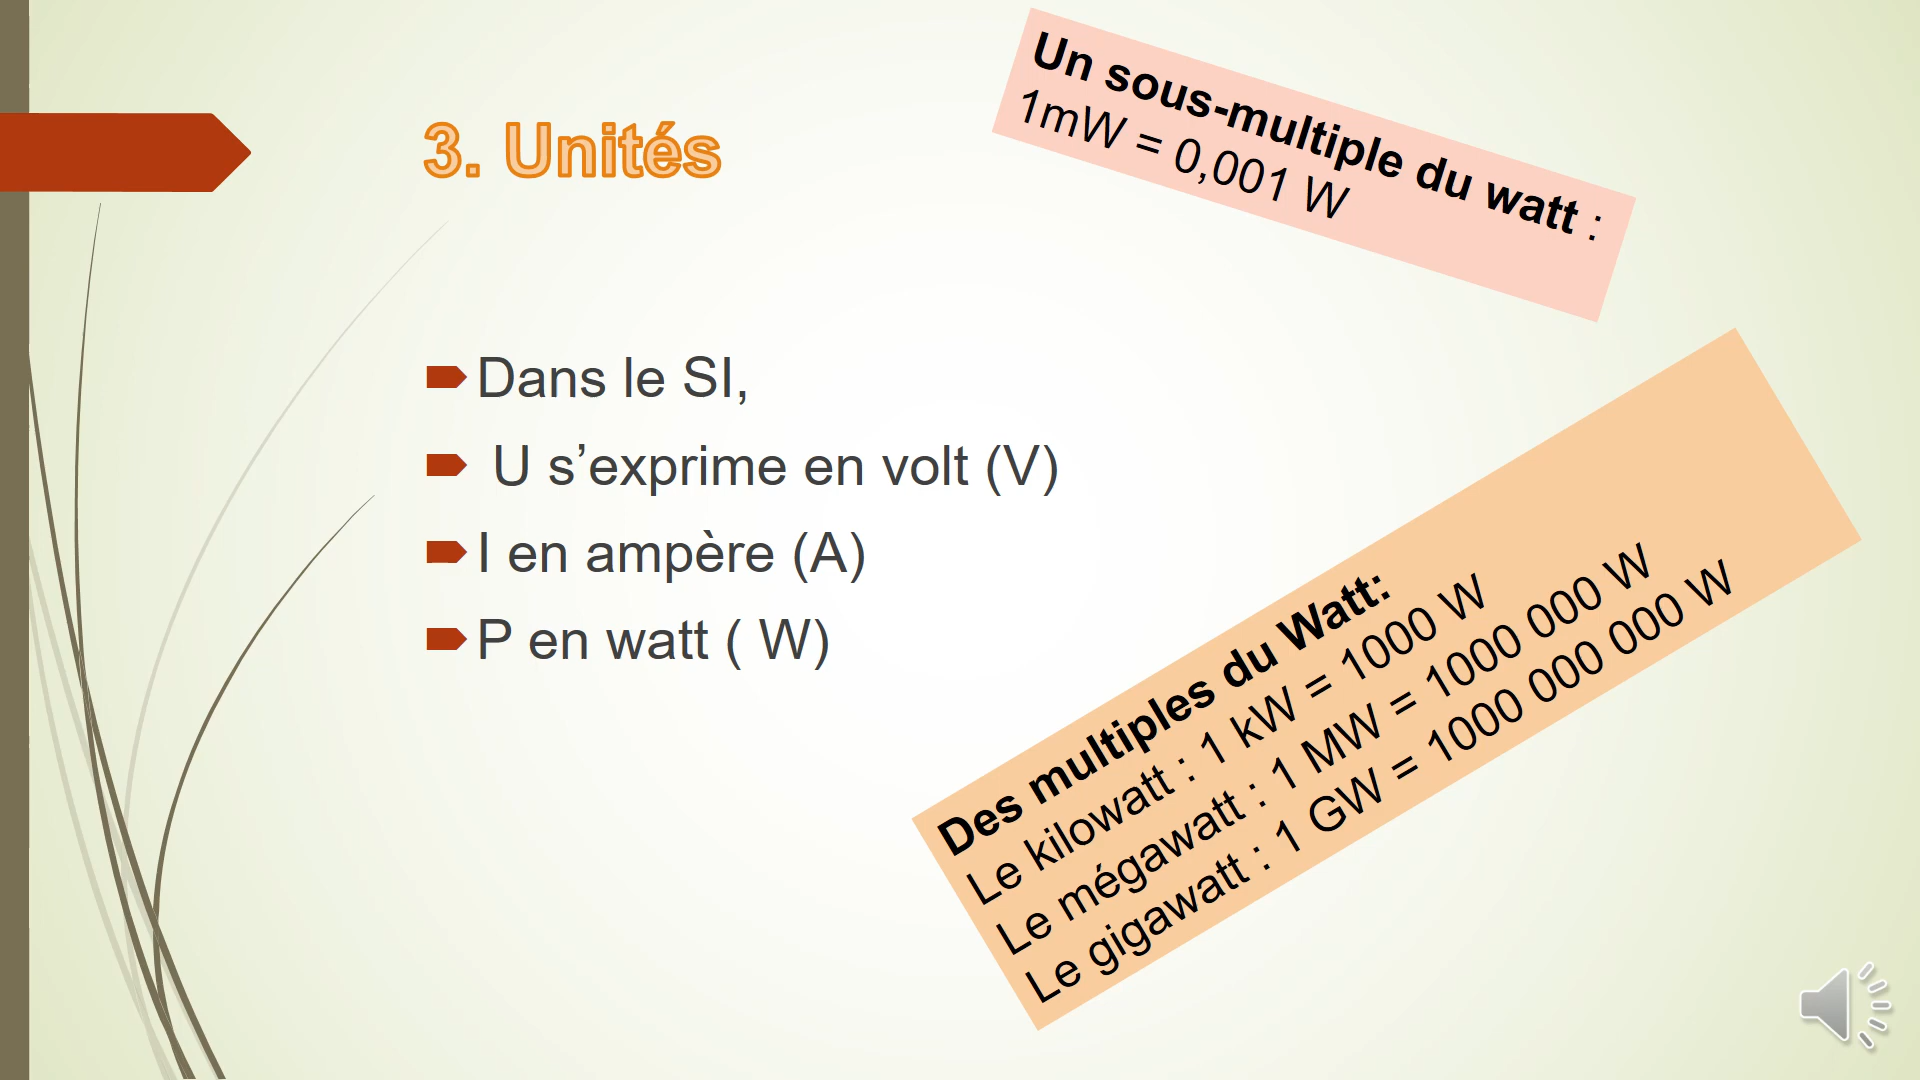 3. Unités
Un sous-multiple du watt :
1mW = 0,001 W
Dans le SI,
U s’exprime en volt (V)
I en ampère (A)
P en watt ( W)
Des multiples du Watt:
Le kilowatt : 1 kW = 1000 W
Le mégawatt : 1 MW = 1000 000 W
Le gigawatt : 1 GW = 1000 000 000 W